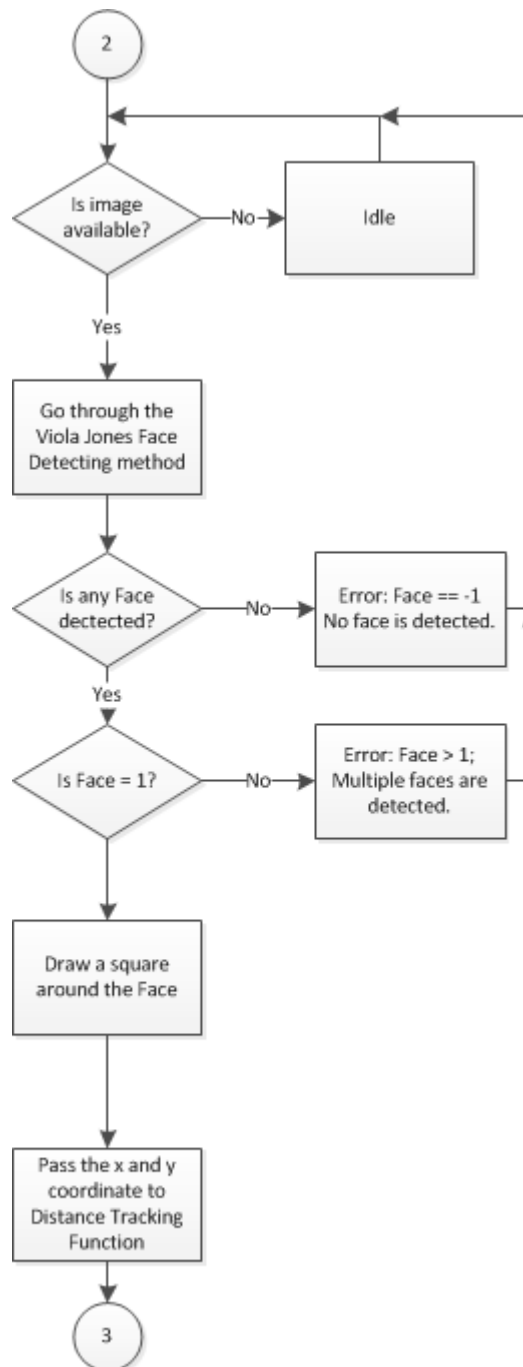 2
Is image
available?
No
Idle
Yes
Go through the
Viola Jones Face
Detecting method
Is any Face
dectected?
No
Error: Face == -1
No face is detected.
Yes
Is Face = 1?
No
Error: Face > 1;
Multiple faces are
detected.
Draw a square
around the Face
Pass the x and y
coordinate to
Distance Tracking
Function
3